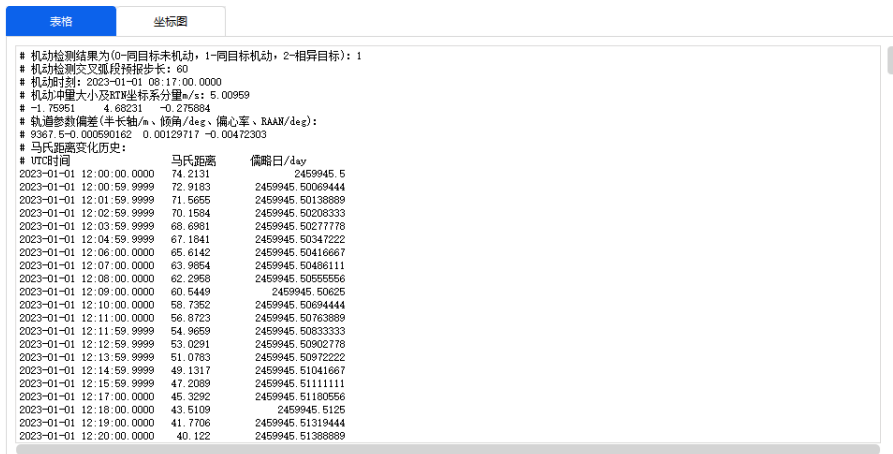 表格 坐标图
# 机动检测结果为(0-同目标未机动，1-同目标机动，2-相异目标)：1
# 机动检测交叉弧段预报步长：60
# 机动时刻：2023-01-01 08:17:00.0000
# 机动冲量大小及RTN坐标系分量m/s：5.00959
# -1.75951 4.68231 -0.275884
# 轨道参数偏差(半长轴/m、倾角/deg、偏心率、RAAN/deg)：
# 9367.5-0.000590162 0.00129717 -0.00472303
# 马氏距离变化历史：
# UTC时间 马氏距离 儒略日/day
2023-01-01 12:00:00.0000 74.2131 2459945.5
2023-01-01 12:00:59.9999 72.9183 2459945.50069444
2023-01-01 12:01:59.9999 71.5655 2459945.50138889
2023-01-01 12:02:59.9999 70.1584 2459945.50208333
2023-01-01 12:03:59.9999 68.6981 2459945.50277778
2023-01-01 12:04:59.9999 67.1841 2459945.50347222
2023-01-01 12:06:00.0000 65.6142 2459945.50416667
2023-01-01 12:07:00.0000 63.9854 2459945.50486111
2023-01-01 12:08:00.0000 62.2958 2459945.50555556
2023-01-01 12:09:00.0000 60.5449 2459945.50625
2023-01-01 12:10:00.0000 58.7352 2459945.50694444
2023-01-01 12:11:00.0000 56.8723 2459945.50763889
2023-01-01 12:11:59.9999 54.9659 2459945.50833333
2023-01-01 12:12:59.9999 53.0291 2459945.50902778
2023-01-01 12:13:59.9999 51.0783 2459945.50972222
2023-01-01 12:14:59.9999 49.1317 2459945.51041667
2023-01-01 12:15:59.9999 47.2089 2459945.51111111
2023-01-01 12:17:00.0000 45.3292 2459945.51180556
2023-01-01 12:18:00.0000 43.5109 2459945.5125
2023-01-01 12:19:00.0000 41.7706 2459945.51319444
2023-01-01 12:20:00.0000 40.122 2459945.51388889